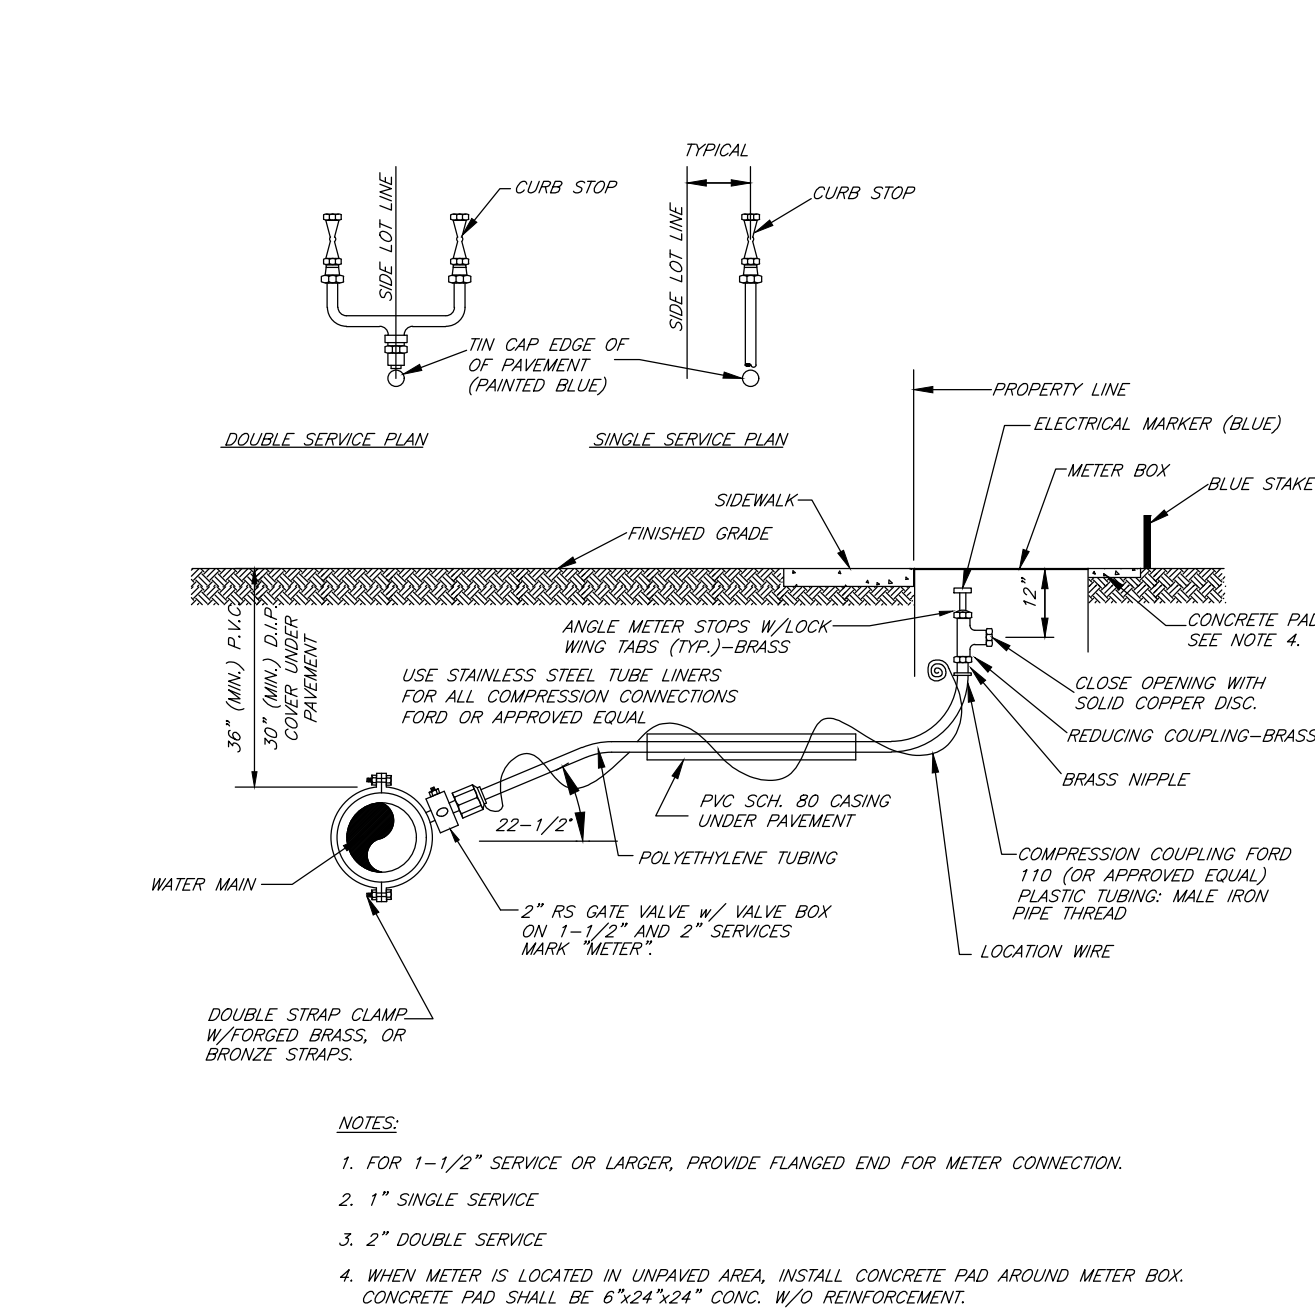 TYPICAL
CURB STOP
CURB STOP
SIDE LOT LINE
SIDE LOT LINE
TIN CAP EDGE OF
OF PAVEMENT
(PAINTED BLUE)
DOUBLE SERVICE PLAN
SINGLE SERVICE PLAN
PROPERTY LINE
ELECTRICAL MARKER (BLUE)
METER BOX
BLUE STAKE
SIDEWALK
FINISHED GRADE
12"
36" (MIN.) P.V.C.
30" (MIN.) D.I.P
COVER UNDER
PAVEMENT
ANGLE METER STOPS W/LOCK
WING TABS (TYP.)-BRASS
CONCRETE PAD
SEE NOTE 4.
USE STAINLESS STEEL TUBE LINERS
FOR ALL COMPRESSION CONNECTIONS
FORD OR APPROVED EQUAL
CLOSE OPENING WITH
SOLID COPPER DISC.
REDUCING COUPLING-BRASS
BRASS NIPPLE
PVC SCH. 80 CASING
UNDER PAVEMENT
22-1/2°
POLYETHYLENE TUBING
COMPRESSION COUPLING FORD
110 (OR APPROVED EQUAL)
PLASTIC TUBING: MALE IRON
PIPE THREAD
WATER MAIN
2" RS GATE VALVE w/ VALVE BOX
ON 1-1/2" AND 2" SERVICES
MARK "METER".
LOCATION WIRE
DOUBLE STRAP CLAMP
W/FORGED BRASS, OR
BRONZE STRAPS.
NOTES:
1. FOR 1-1/2" SERVICE OR LARGER, PROVIDE FLANGED END FOR METER CONNECTION.
2. 1" SINGLE SERVICE
3. 2" DOUBLE SERVICE
4. WHEN METER IS LOCATED IN UNPAVED AREA, INSTALL CONCRETE PAD AROUND METER BOX.
CONCRETE PAD SHALL BE 6"x24"x24" CONC. W/O REINFORCEMENT.